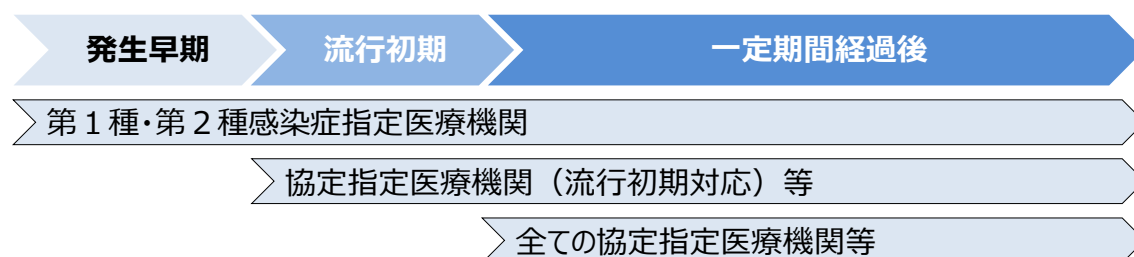 発生早期 流行初期 一定期間経過後
第１種･第２種感染症指定医療機関
協定指定医療機関（流行初期対応）等
全ての協定指定医療機関等